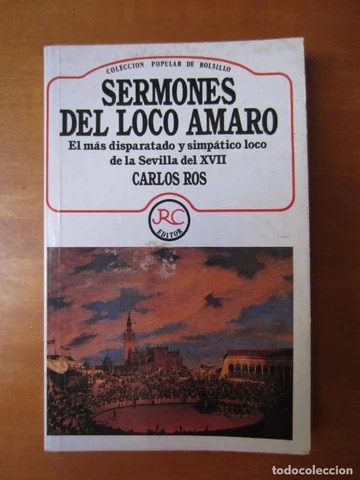 COLECCION POPULAR DE BOLSILLO
SERMONES
DEL LOCO AMARO
El más disparatado y simpático loco
de la Sevilla del XVII
CARLOS ROS
JRC
EDITOR
todocoleccion